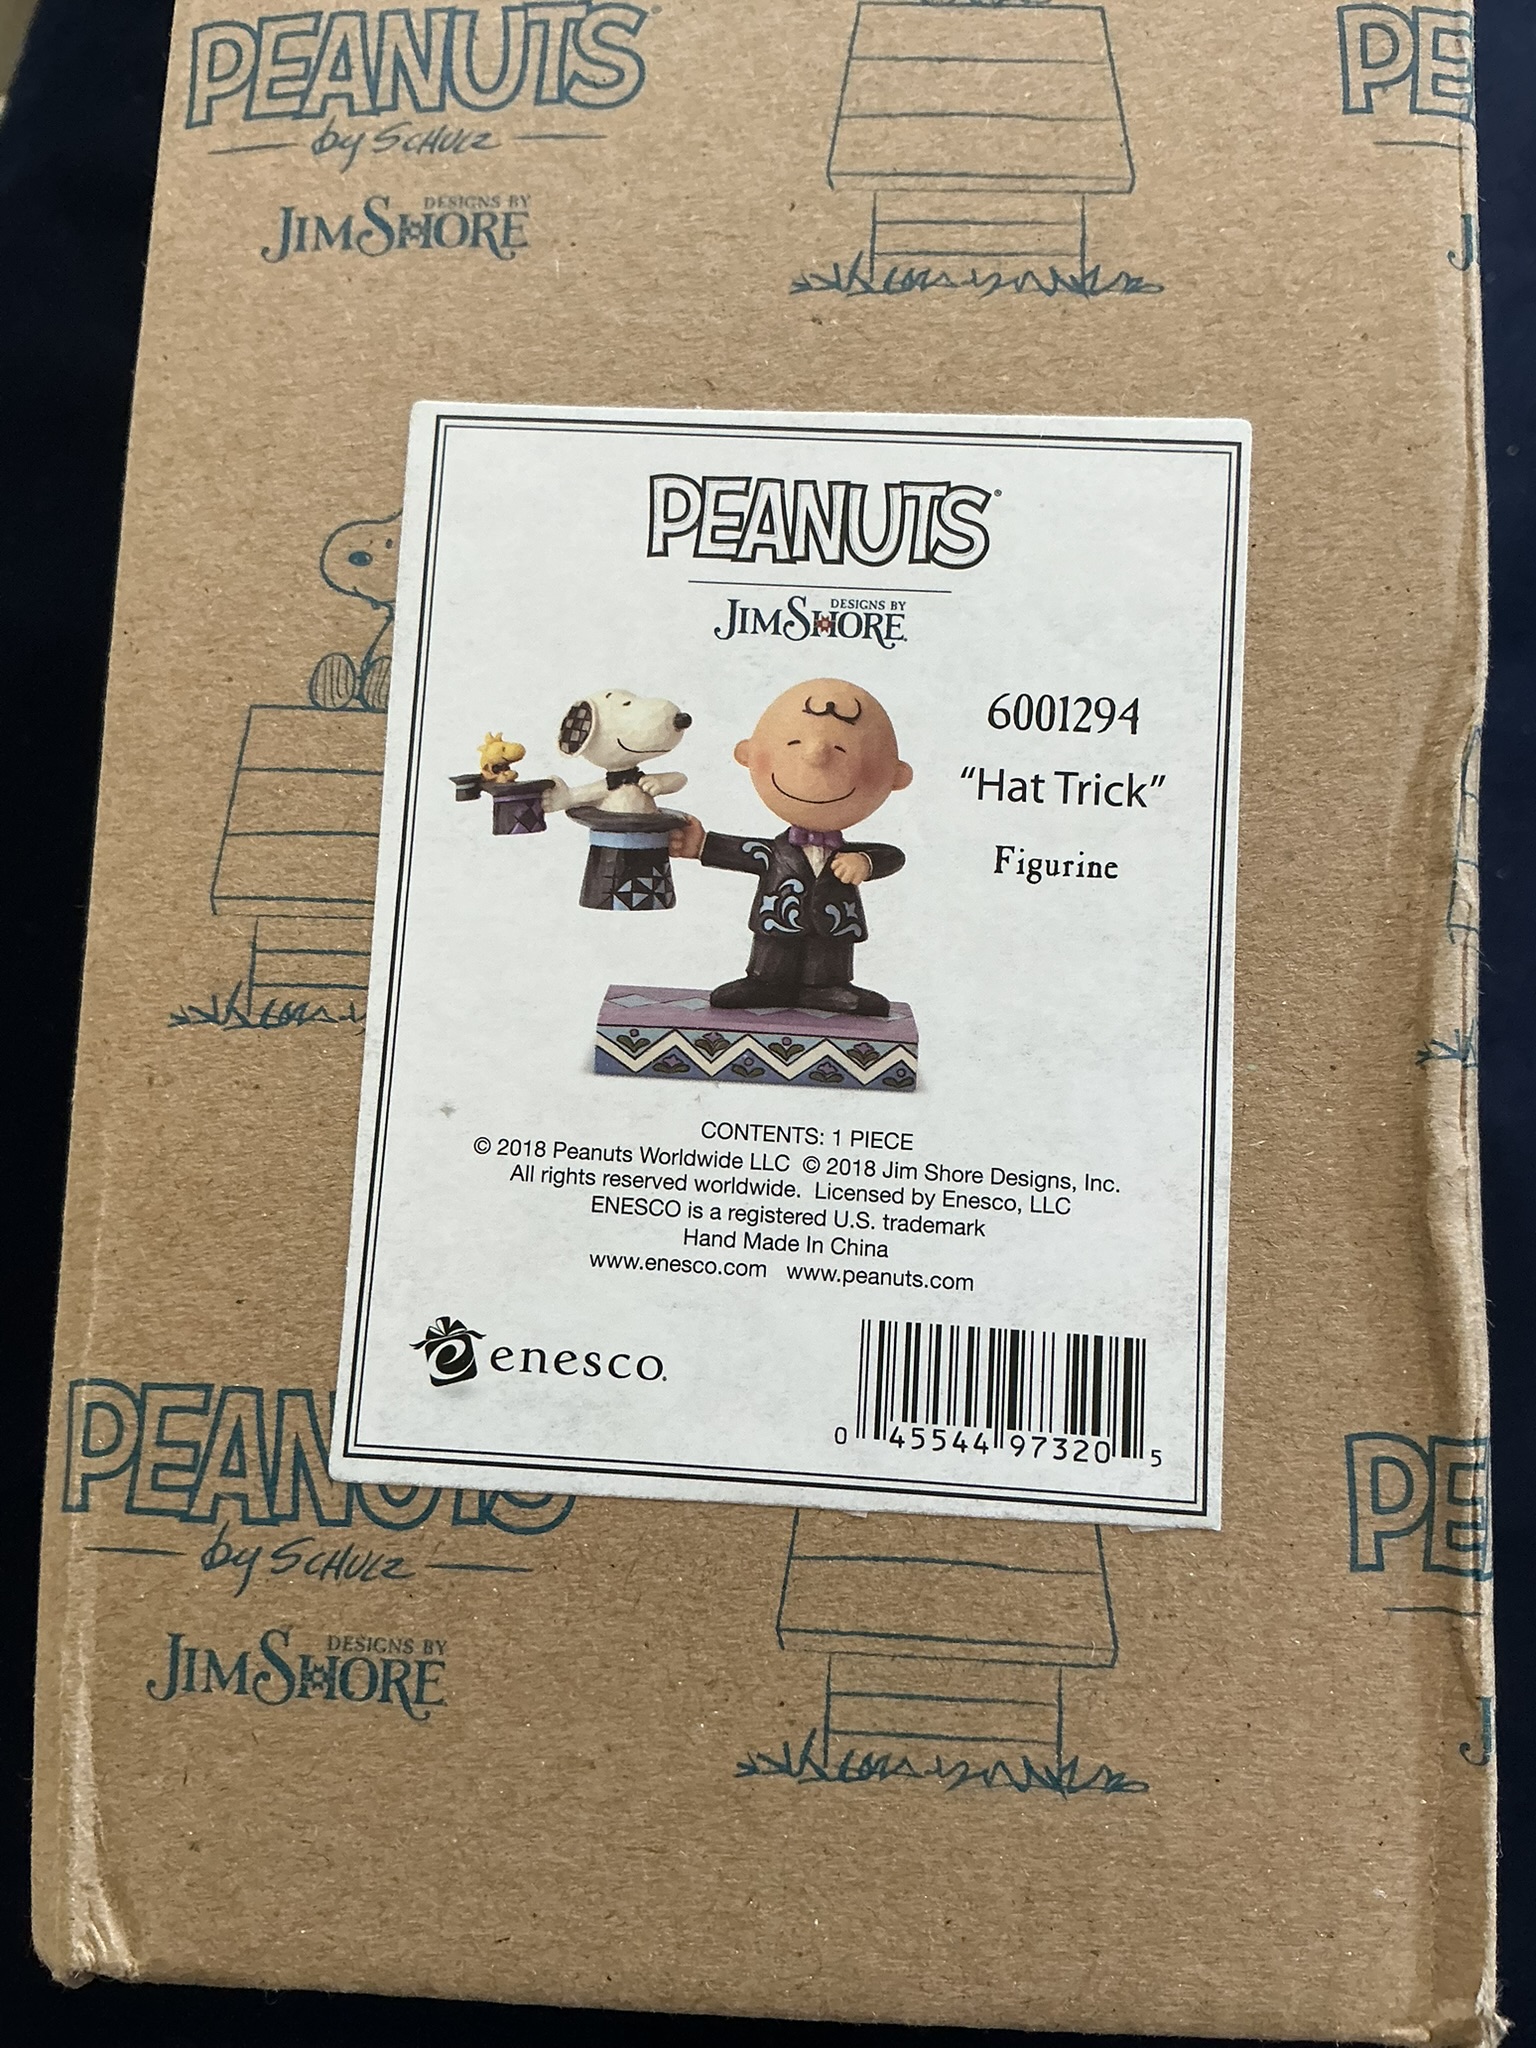 PEANUTS
by SCHULZ
DESIGNS BY
JIM SHORE
PE
J
PEANUTS®
DESIGNS BY
JIM SHORE
6001294
“Hat Trick”
Figurine
CONTENTS: 1 PIECE
© 2018 Peanuts Worldwide LLC © 2018 Jim Shore Designs, Inc.
All rights reserved worldwide. Licensed by Enesco, LLC
ENESCO is a registered U.S. trademark
Hand Made In China
www.enesco.com www.peanuts.com
enesco.
0 45544 97320 5
PEANUTS
by SCHULZ
DESIGNS BY
JIM SHORE
PE
J